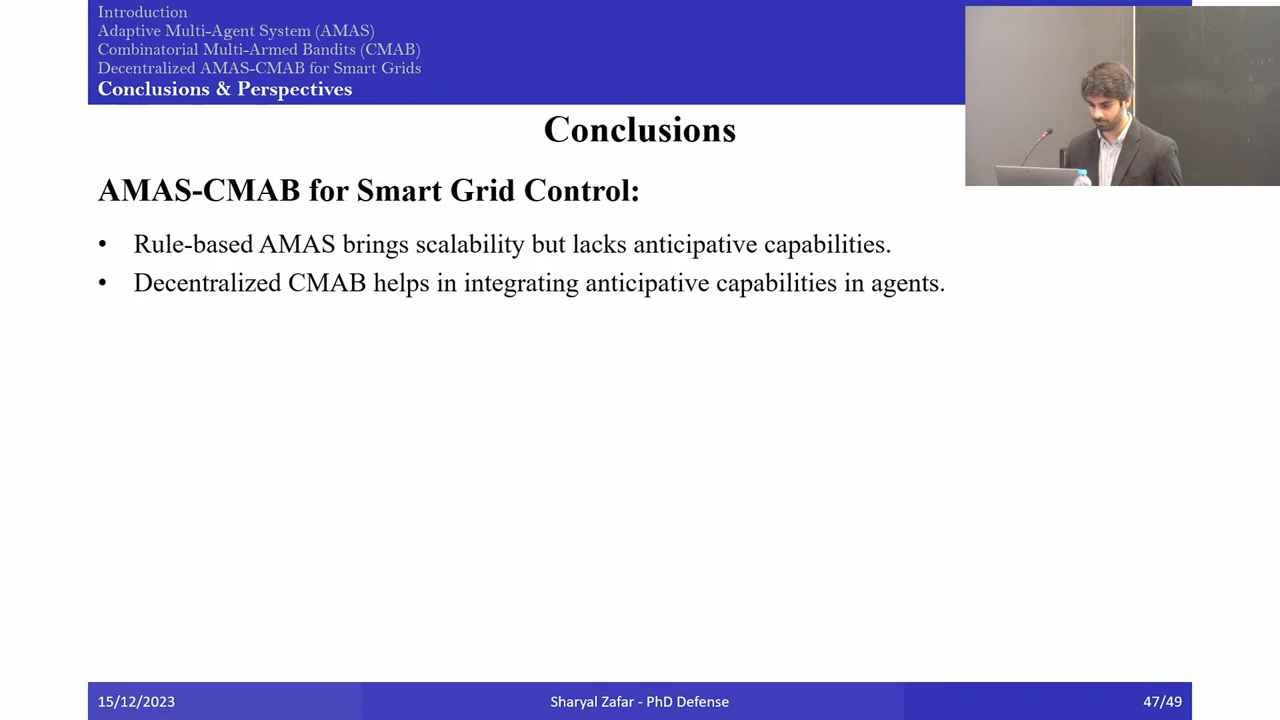 Introduction
Adaptive Multi-Agent System (AMAS)
Combinatorial Multi-Armed Bandits (CMAB)
Decentralized AMAS-CMAB for Smart Grids
Conclusions & Perspectives
Conclusions
AMAS-CMAB for Smart Grid Control:
• Rule-based AMAS brings scalability but lacks anticipative capabilities.
• Decentralized CMAB helps in integrating anticipative capabilities in agents.
15/12/2023
Sharyal Zafar - PhD Defense
47/49